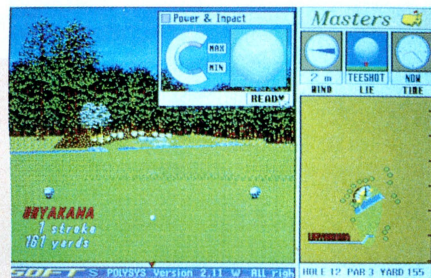 Power & Impact
MAX
MIN
READY
1 stroke
161 yards
SOFT S POLYSYS Version 2.11 W ALL righ
Masters
2 m TEESHOT NOW
WIND LIE TIME
HOLE 12 PAR 3 YARD 155